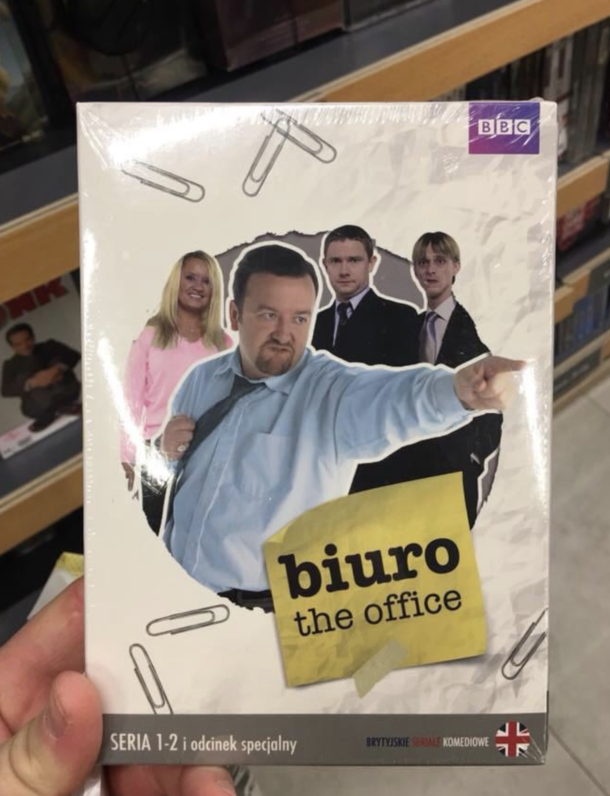 BBC
biuro
the office
SERIA 1-2 i odcinek specjalny
BRYTYJSKIE SERIALE KOMEDIOWE